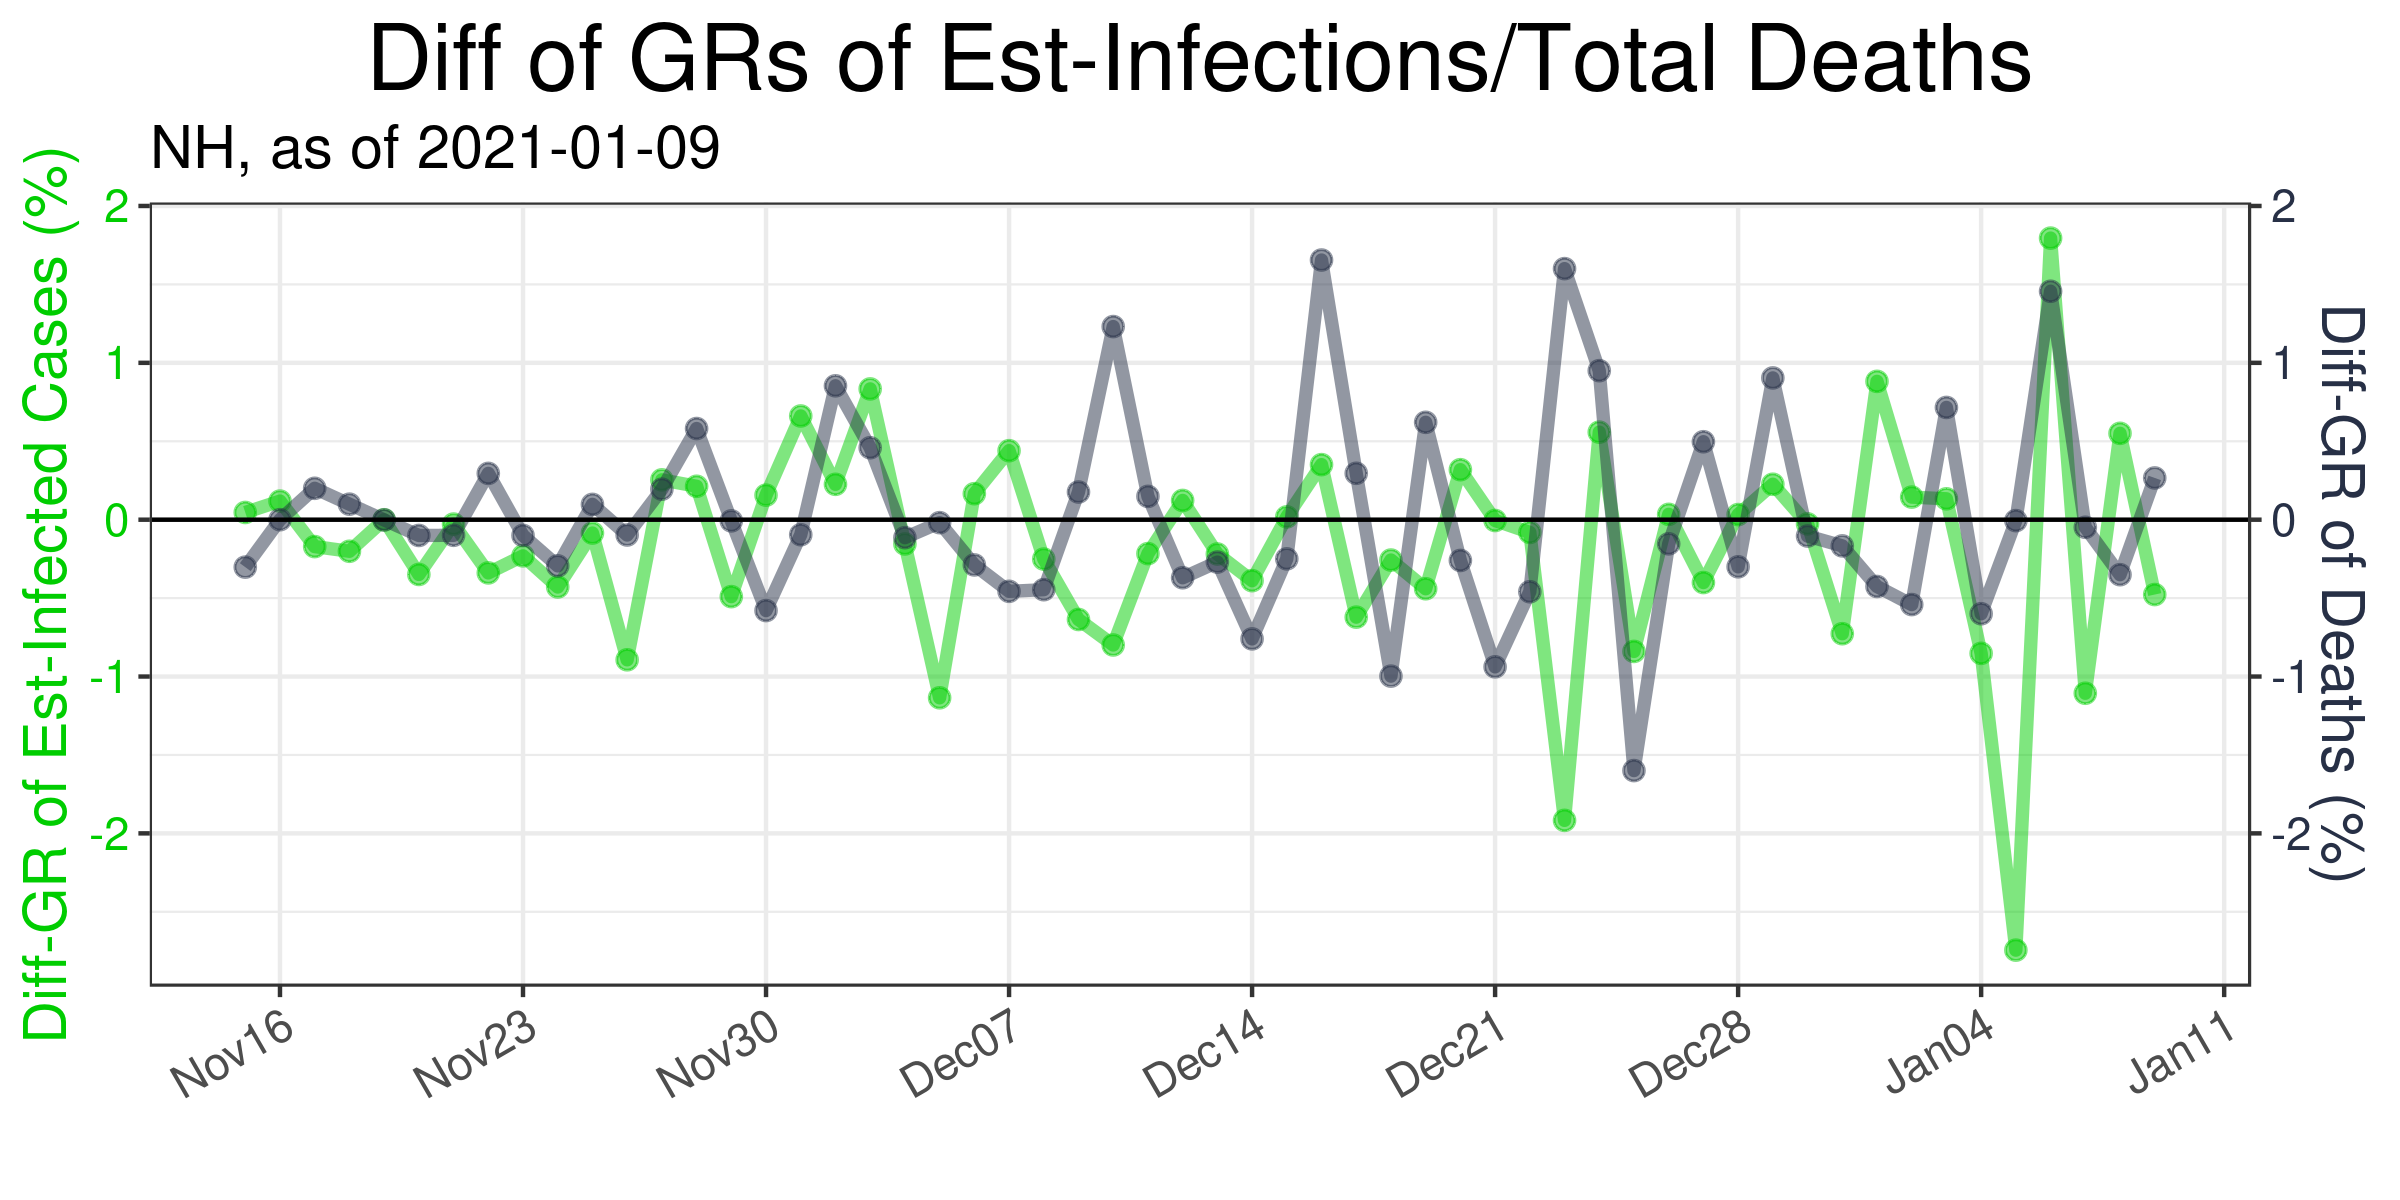 Diff of GRs of Est-Infections/Total Deaths
NH, as of 2021-01-09
Diff-GR of Est-Infected Cases (%)
2
1
0
-1
-2
2
1
0
-1
-2
Diff-GR of Deaths (%)
Nov16
Nov23
Nov30
Dec07
Dec14
Dec21
Dec28
Jan04
Jan11